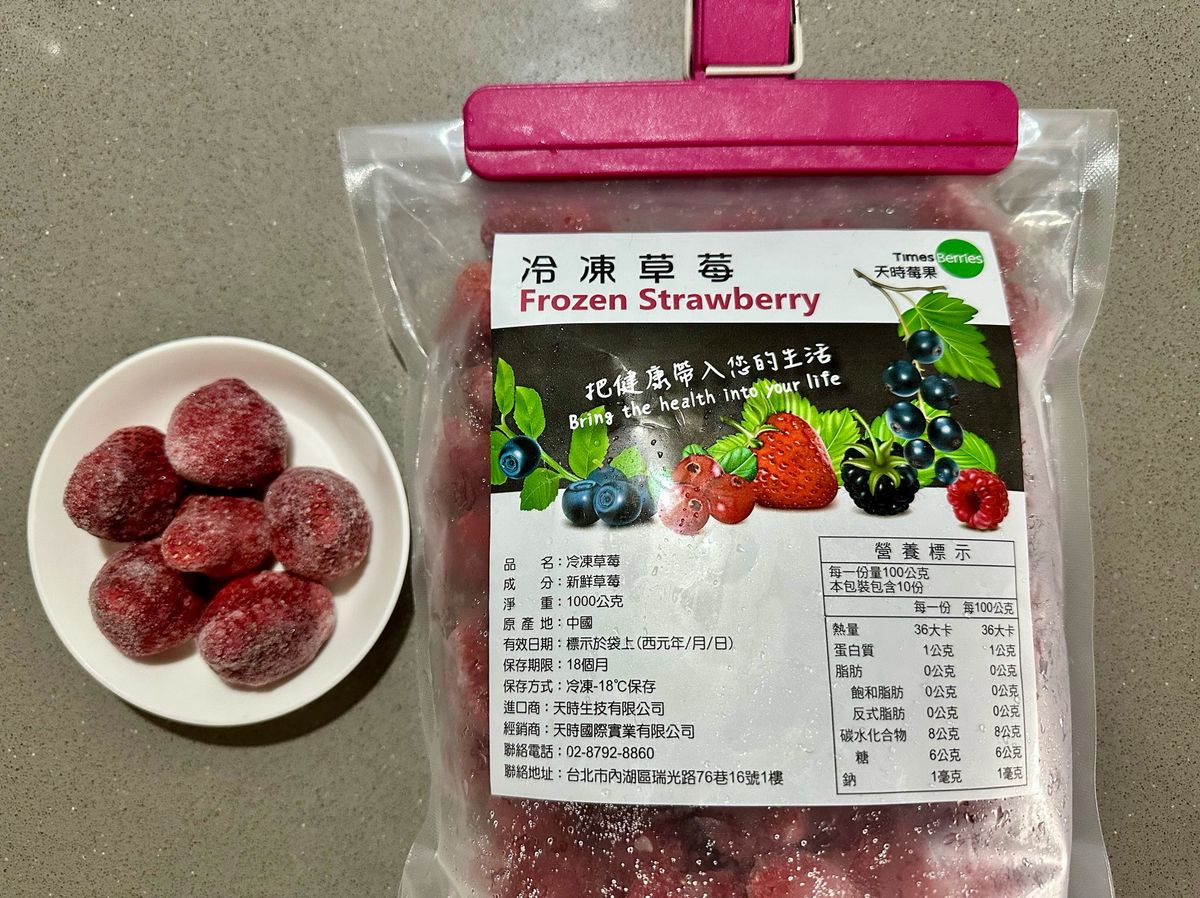 冷凍草莓
Frozen Strawberry
Times Berries
天時莓果
把健康帶入您的生活
Bring the health into your life
品 名：冷凍草莓
成 分：新鮮草莓
淨 重：1000公克
原產地：中國
有效日期：標示於袋上(西元年/月/日)
保存期限：18個月
保存方式：冷凍-18℃保存
進口商：天時生技有限公司
經銷商：天時國際實業有限公司
聯絡電話：02-8792-8860
聯絡地址：台北市內湖區瑞光路76巷16號1樓
營養標示
每一份量100公克
本包裝包含10份
每一份 每100公克
熱量 36大卡 36大卡
蛋白質 1公克 1公克
脂肪 0公克 0公克
飽和脂肪 0公克 0公克
反式脂肪 0公克 0公克
碳水化合物 8公克 8公克
糖 6公克 6公克
鈉 1毫克 1毫克